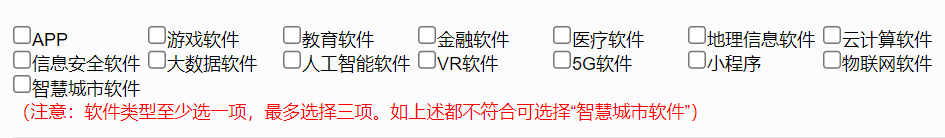 APP 游戏软件 教育软件 金融软件 医疗软件 地理信息软件 云计算软件
信息安全软件 大数据软件 人工智能软件 VR软件 5G软件 小程序 物联网软件
智慧城市软件
（注意：软件类型至少选一项，最多选择三项。如上述都不符合可选择“智慧城市软件”）